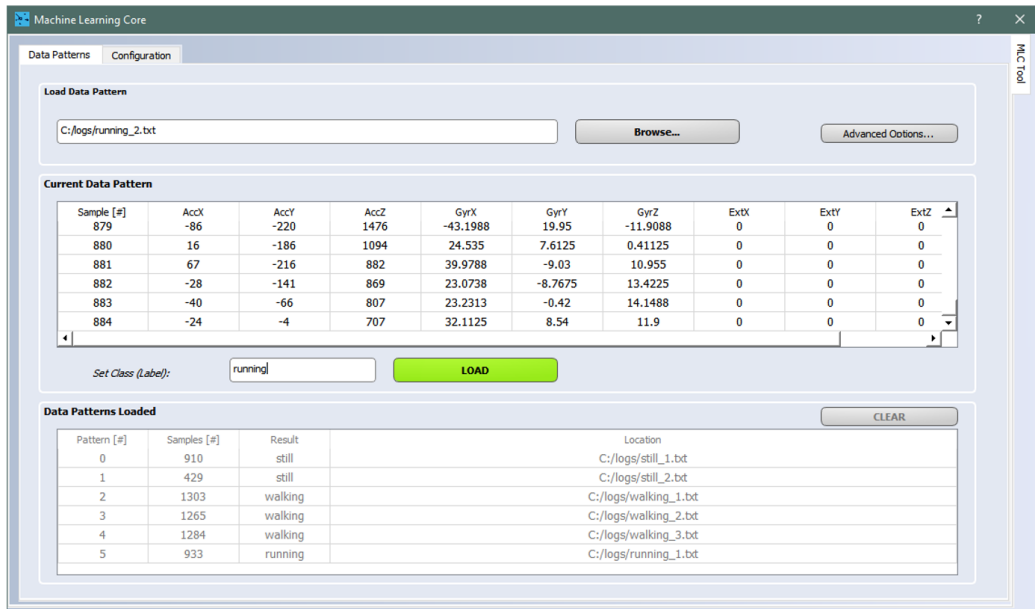 Machine Learning Core ? ×
Data Patterns Configuration
MLC Tool
Load Data Pattern
C:/logs/running_2.txt Browse... Advanced Options...
Current Data Pattern
Sample [#] AccX AccY AccZ GyrX GyrY GyrZ ExtX ExtY ExtZ
879 -86 -220 1476 -43.1988 19.95 -11.9088 0 0 0
880 16 -186 1094 24.535 7.6125 0.41125 0 0 0
881 67 -216 882 39.9788 -9.03 10.955 0 0 0
882 -28 -141 869 23.0738 -8.7675 13.4225 0 0 0
883 -40 -66 807 23.2313 -0.42 14.1488 0 0 0
884 -24 -4 707 32.1125 8.54 11.9 0 0 0
Set Class (Label): running LOAD
Data Patterns Loaded CLEAR
Pattern [#] Samples [#] Result Location
0 910 still C:/logs/still_1.txt
1 429 still C:/logs/still_2.txt
2 1303 walking C:/logs/walking_1.txt
3 1265 walking C:/logs/walking_2.txt
4 1284 walking C:/logs/walking_3.txt
5 933 running C:/logs/running_1.txt